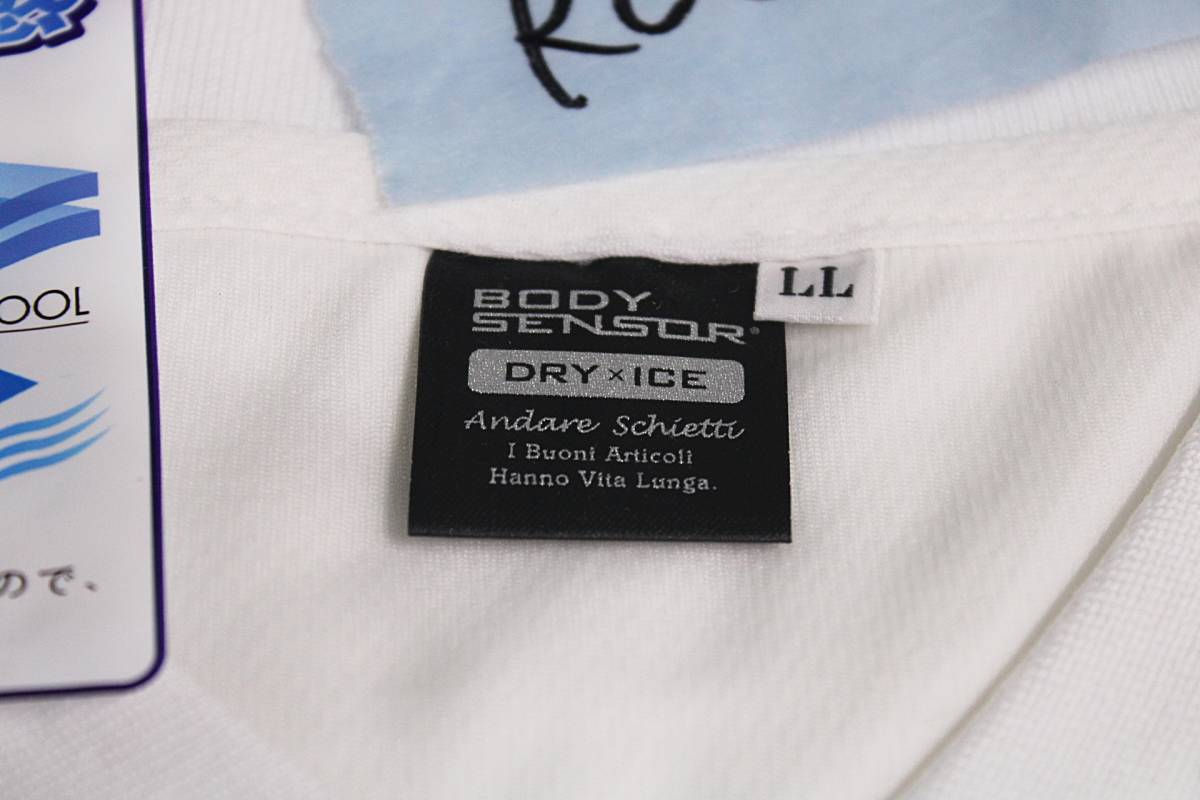 BODY
SENSOR
LL
DRY×ICE
Andare Schietti
I Buoni Articoli
Hanno Vita Lunga.
OOL
ので、